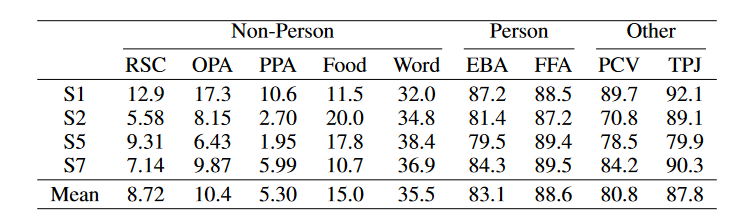 Non-Person Person Other
RSC OPA PPA Food Word EBA FFA PCV TPJ
S1 12.9 17.3 10.6 11.5 32.0 87.2 88.5 89.7 92.1
S2 5.58 8.15 2.70 20.0 34.8 81.4 87.2 70.8 89.1
S5 9.31 6.43 1.95 17.8 38.4 79.5 89.4 78.5 79.9
S7 7.14 9.87 5.99 10.7 36.9 84.3 89.5 84.2 90.3
Mean 8.72 10.4 5.30 15.0 35.5 83.1 88.6 80.8 87.8